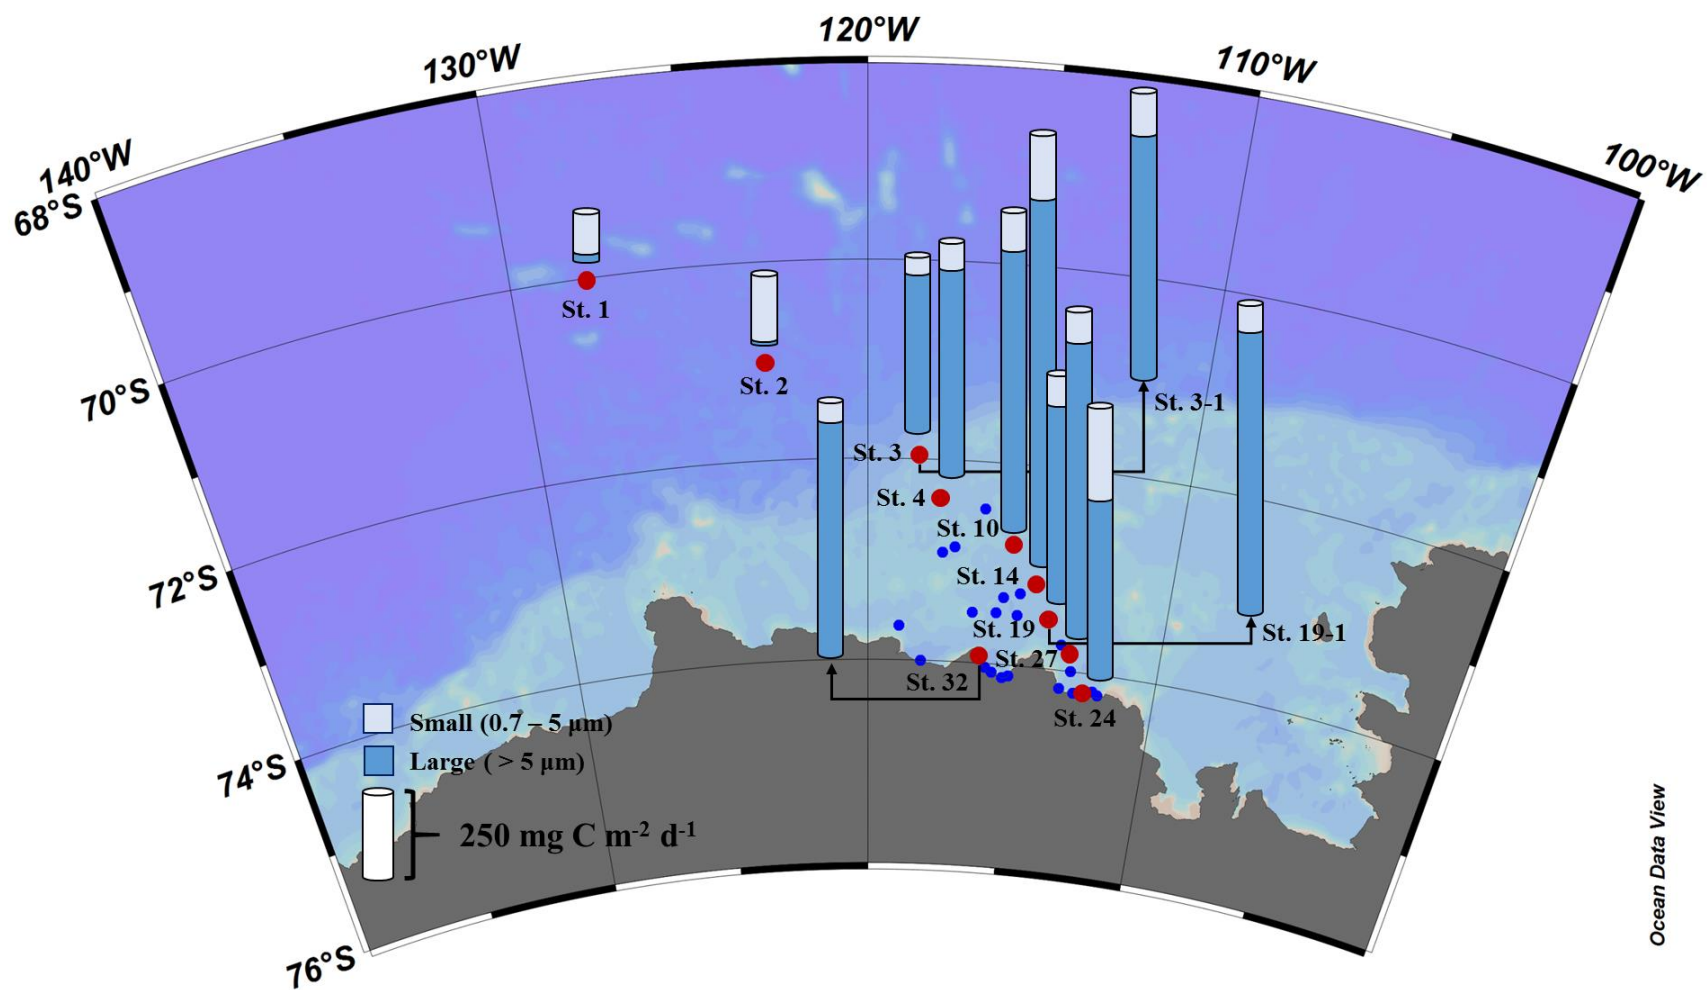 120°W
130°W
110°W
140°W
100°W
68°S
St. 1
St. 2
70°S
St. 3-1
St. 3
St. 4
St. 10
72°S
St. 14
St. 19
St. 19-1
St. 27
St. 32
St. 24
Small (0.7 – 5 μm)
Large ( > 5 μm)
74°S
250 mg C m⁻² d⁻¹
76°S
Ocean Data View